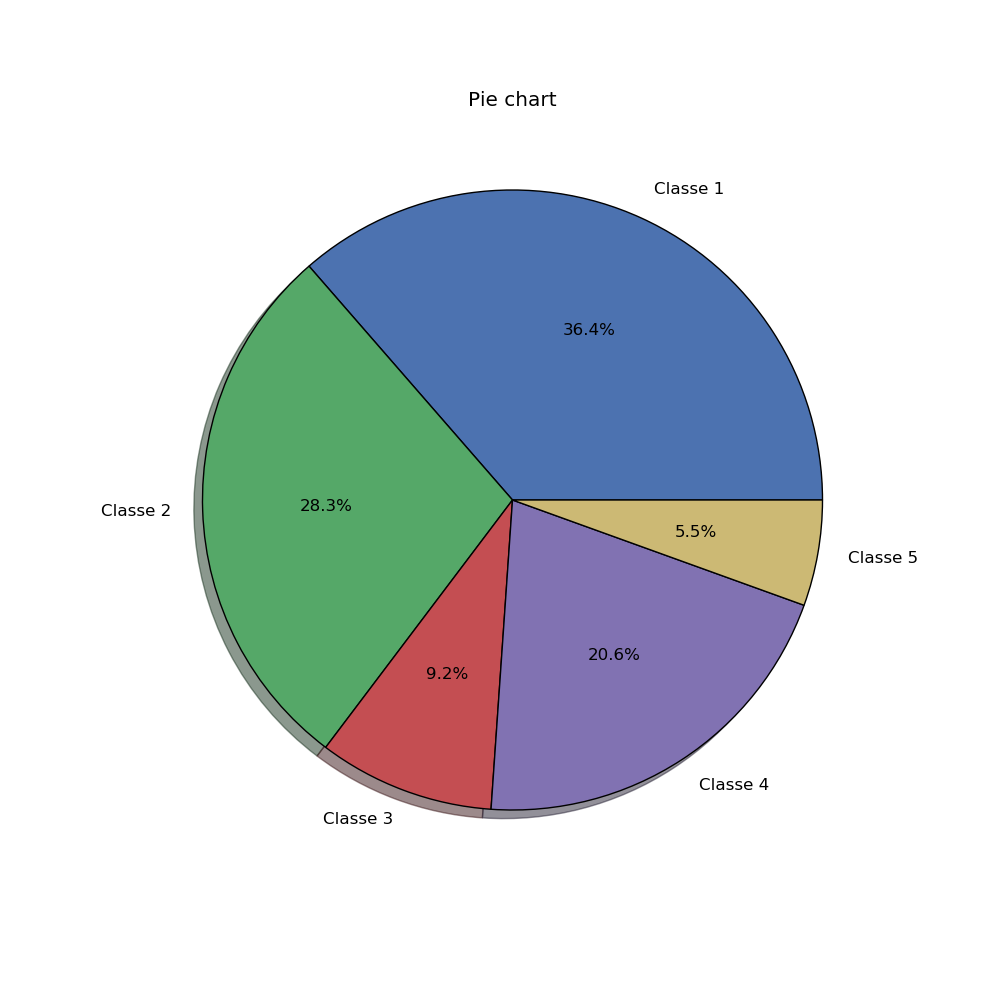 Pie chart
Classe 1
36.4%
28.3%
Classe 2
5.5%
Classe 5
20.6%
9.2%
Classe 4
Classe 3